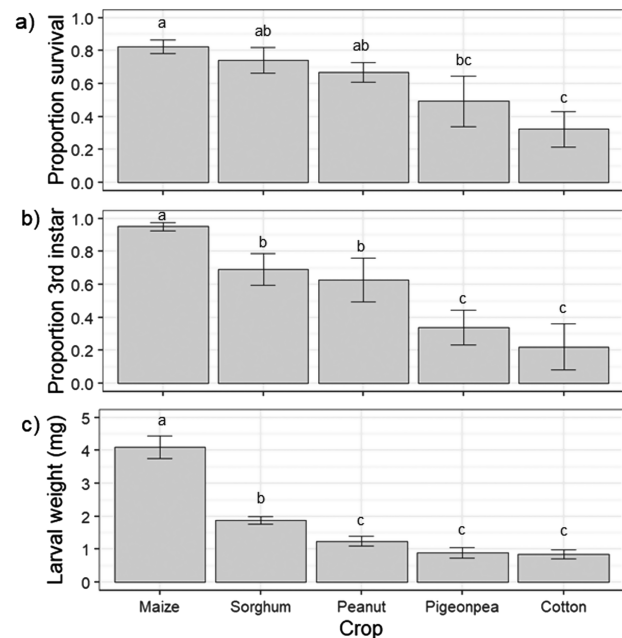 a)
Proportion survival
1.0
0.8
0.6
0.4
0.2
0.0
a
ab
ab
bc
c
b)
Proportion 3rd instar
1.0
0.8
0.6
0.4
0.2
0.0
a
b
b
c
c
c)
Larval weight (mg)
5
4
3
2
1
0
a
b
c
c
c
Maize Sorghum Peanut Pigeonpea Cotton
Crop